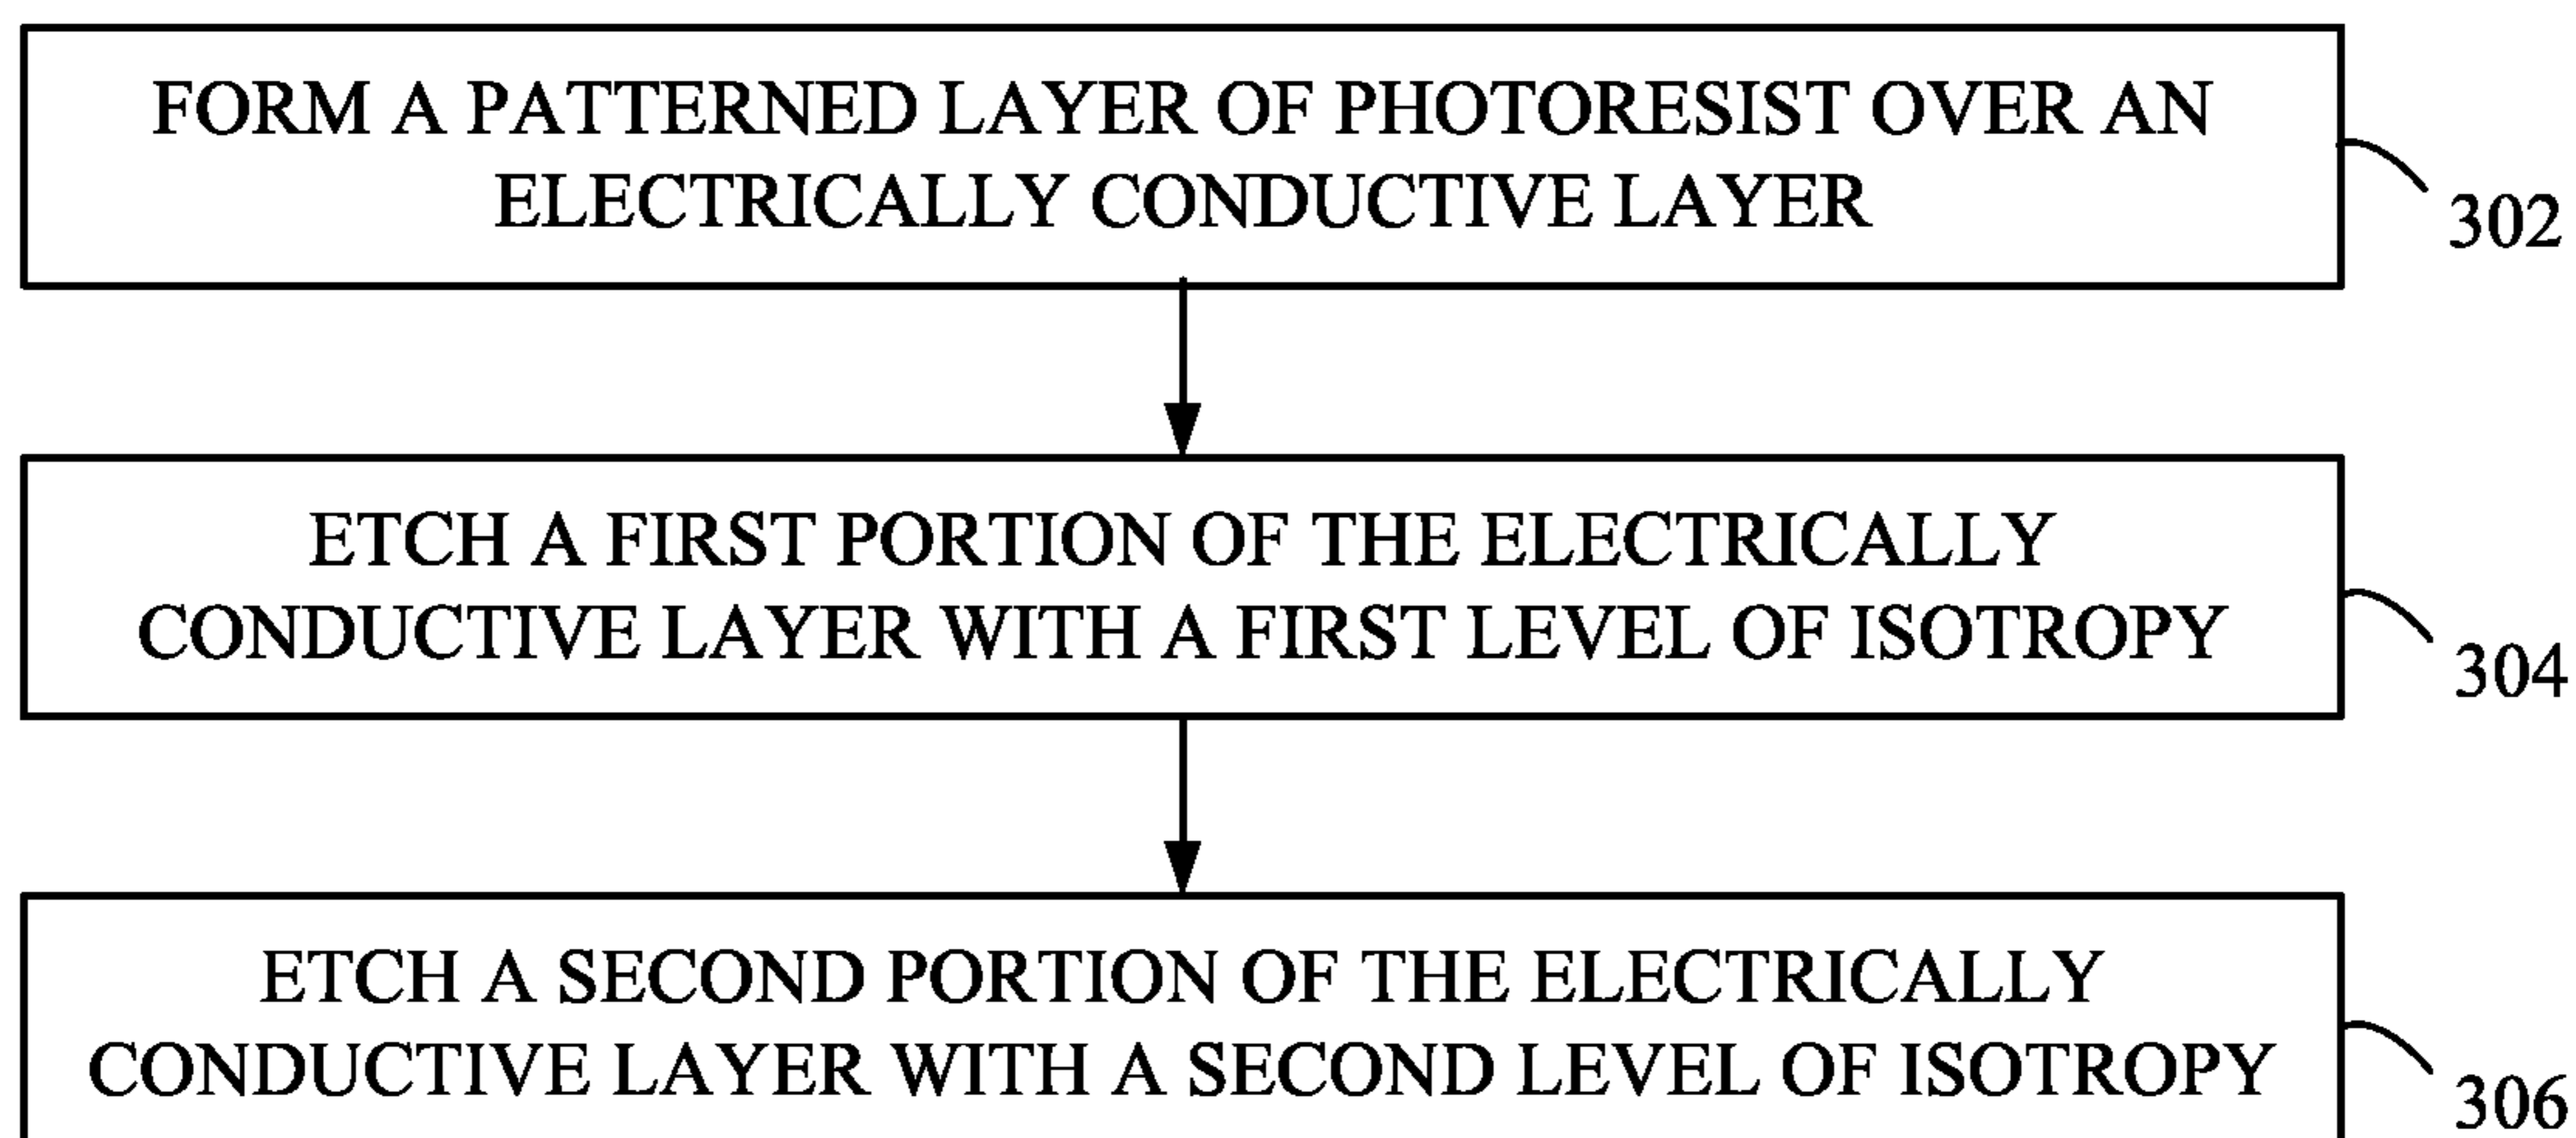 FORM A PATTERNED LAYER OF PHOTORESIST OVER AN
ELECTRICALLY CONDUCTIVE LAYER
302
ETCH A FIRST PORTION OF THE ELECTRICALLY
CONDUCTIVE LAYER WITH A FIRST LEVEL OF ISOTROPY
304
ETCH A SECOND PORTION OF THE ELECTRICALLY
CONDUCTIVE LAYER WITH A SECOND LEVEL OF ISOTROPY
306